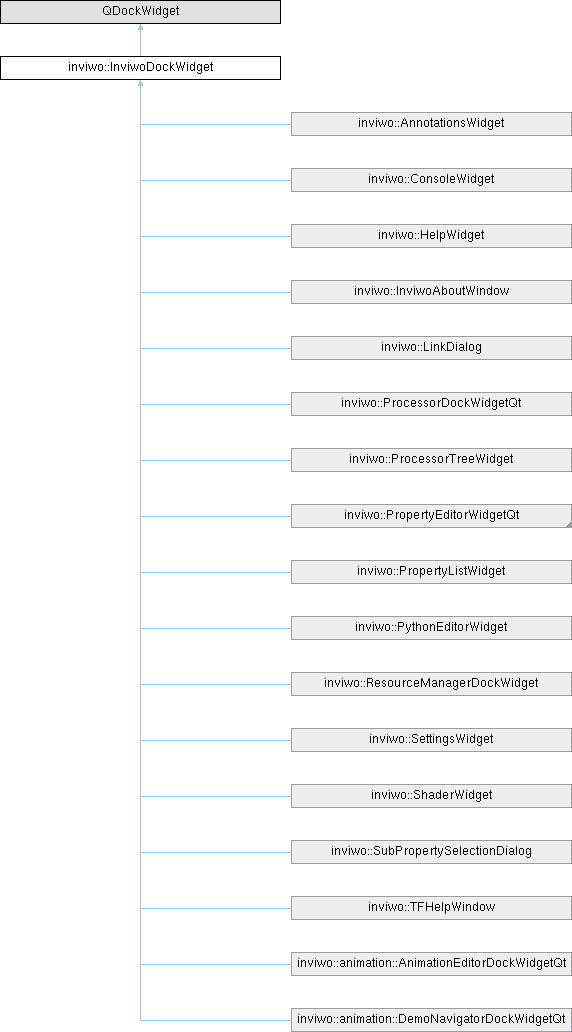 QDockWidget
inviwo::InviwoDockWidget
inviwo::AnnotationsWidget
inviwo::ConsoleWidget
inviwo::HelpWidget
inviwo::InviwoAboutWindow
inviwo::LinkDialog
inviwo::ProcessorDockWidgetQt
inviwo::ProcessorTreeWidget
inviwo::PropertyEditorWidgetQt
inviwo::PropertyListWidget
inviwo::PythonEditorWidget
inviwo::ResourceManagerDockWidget
inviwo::SettingsWidget
inviwo::ShaderWidget
inviwo::SubPropertySelectionDialog
inviwo::TFHelpWindow
inviwo::animation::AnimationEditorDockWidgetQt
inviwo::animation::DemoNavigatorDockWidgetQt